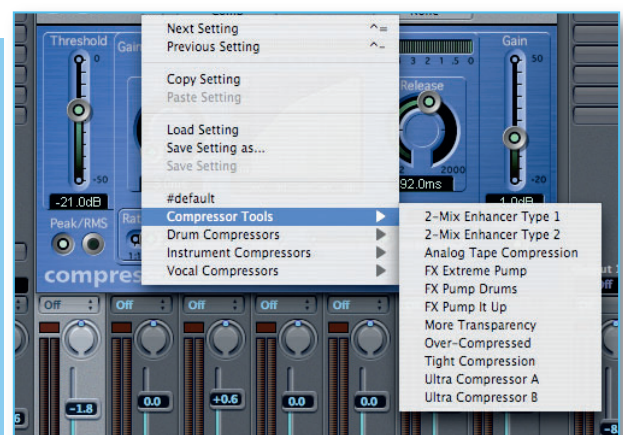 Next Setting ^=
Previous Setting ^-
Copy Setting
Paste Setting
Load Setting
Save Setting as...
Save Setting
#default
Compressor Tools
Drum Compressors
Instrument Compressors
Vocal Compressors
2-Mix Enhancer Type 1
2-Mix Enhancer Type 2
Analog Tape Compression
FX Extreme Pump
FX Pump Drums
FX Pump It Up
More Transparency
Over-Compressed
Tight Compression
Ultra Compressor A
Ultra Compressor B
Threshold
0
-50
-21.0dB
Peak/RMS
Gain
3 2 1 .5 0
Release
2000
92.0ms
Gain
50
-20
1.0dB
Off Off Off Off Off
-1.8 0.0 +0.6 0.0 0.0